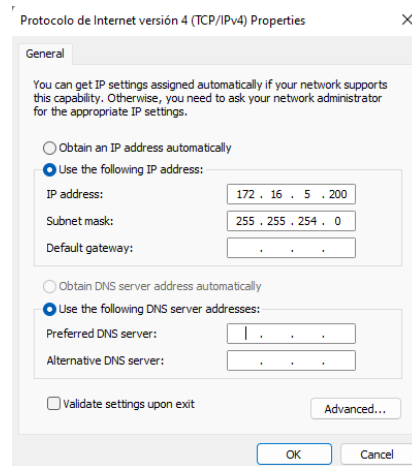 Protocolo de Internet versión 4 (TCP/IPv4) Properties
General
You can get IP settings assigned automatically if your network supports
this capability. Otherwise, you need to ask your network administrator
for the appropriate IP settings.
Obtain an IP address automatically
Use the following IP address:
IP address: 172 . 16 . 5 . 200
Subnet mask: 255 . 255 . 254 . 0
Default gateway: . . .
Obtain DNS server address automatically
Use the following DNS server addresses:
Preferred DNS server: . . .
Alternative DNS server: . . .
Validate settings upon exit
Advanced...
OK Cancel